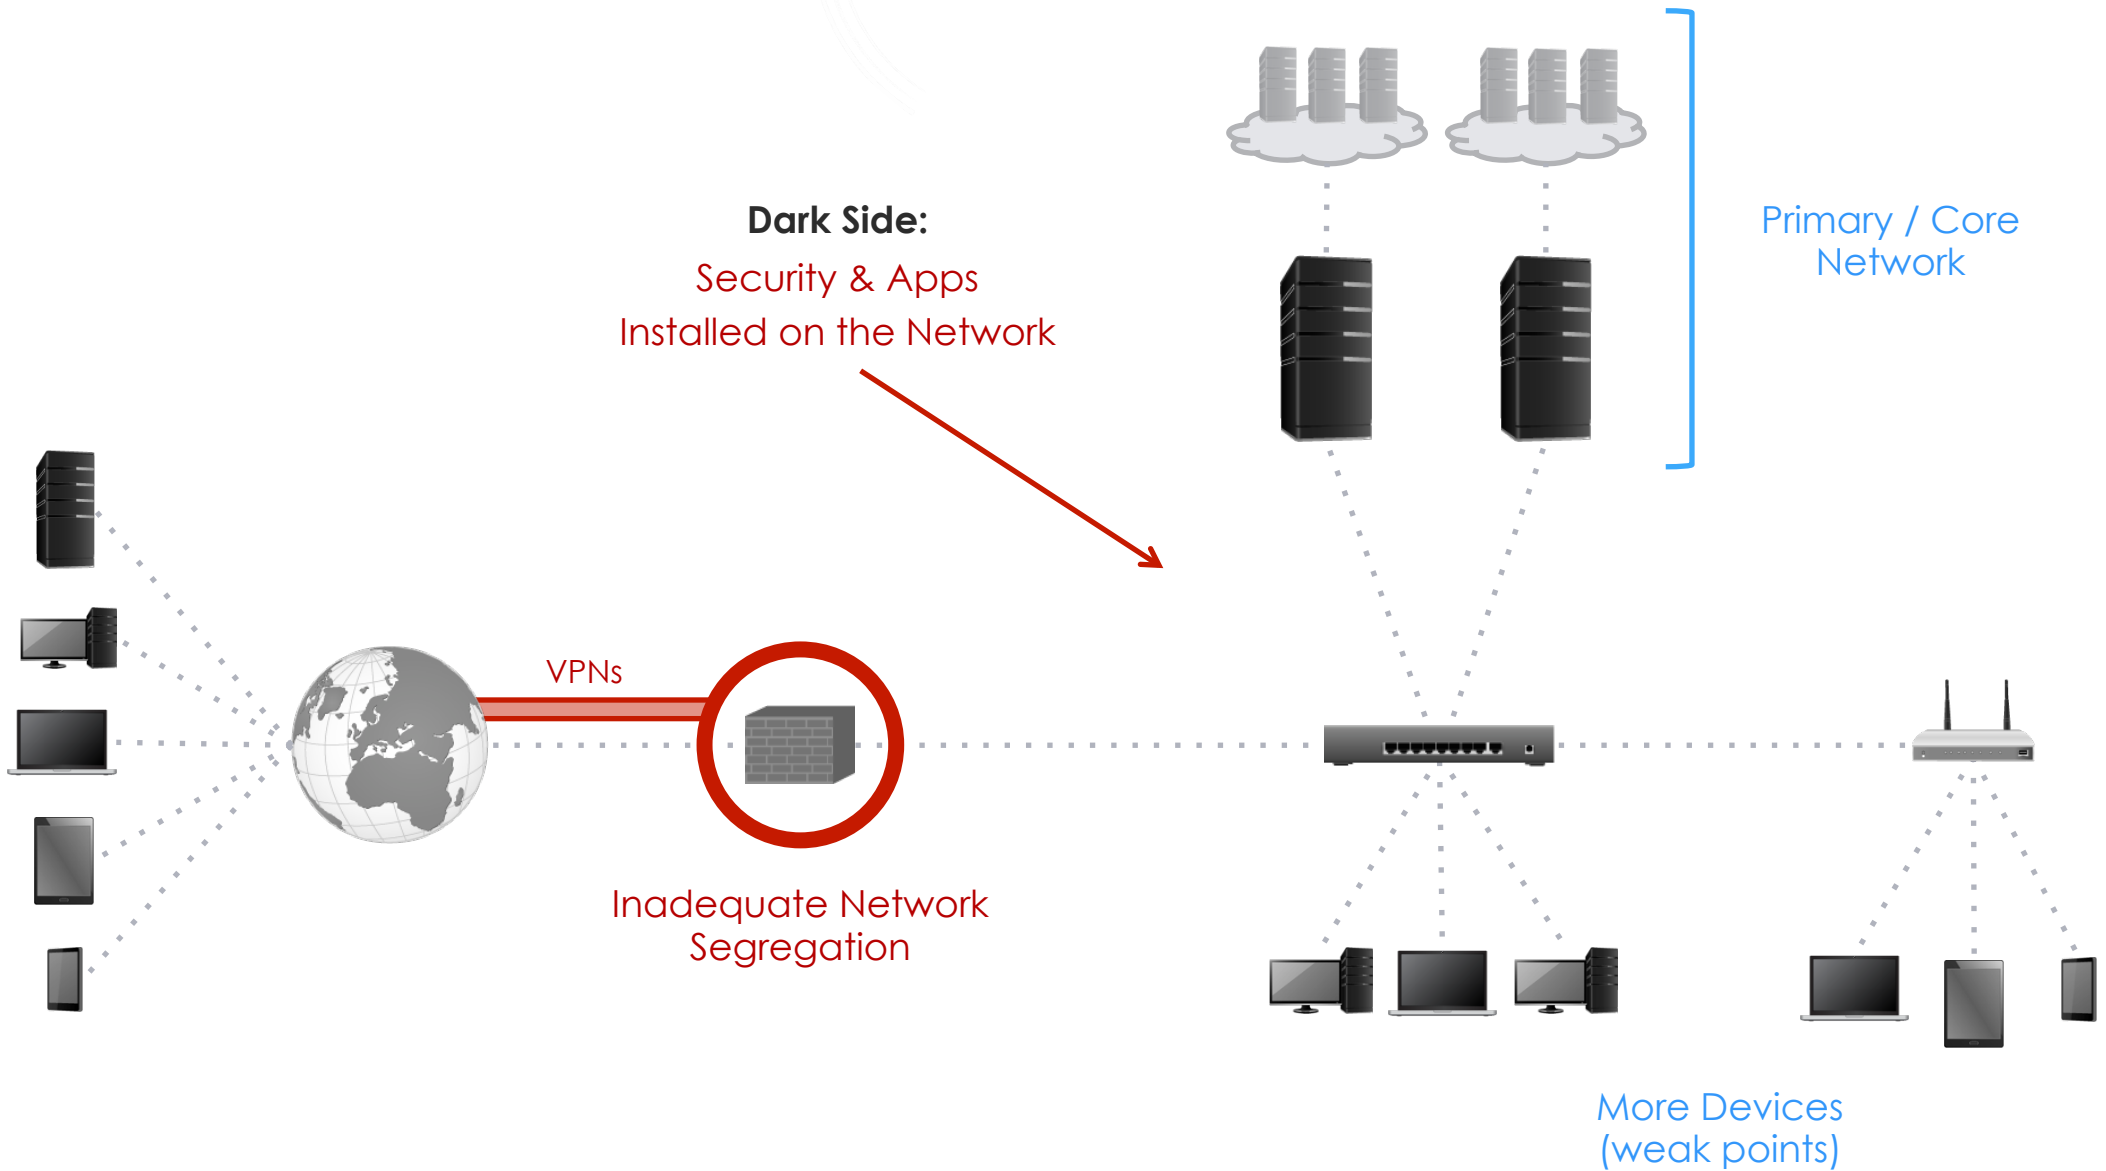 Dark Side:
Security & Apps
Installed on the Network
Primary / Core
Network
VPNs
Inadequate Network
Segregation
More Devices
(weak points)